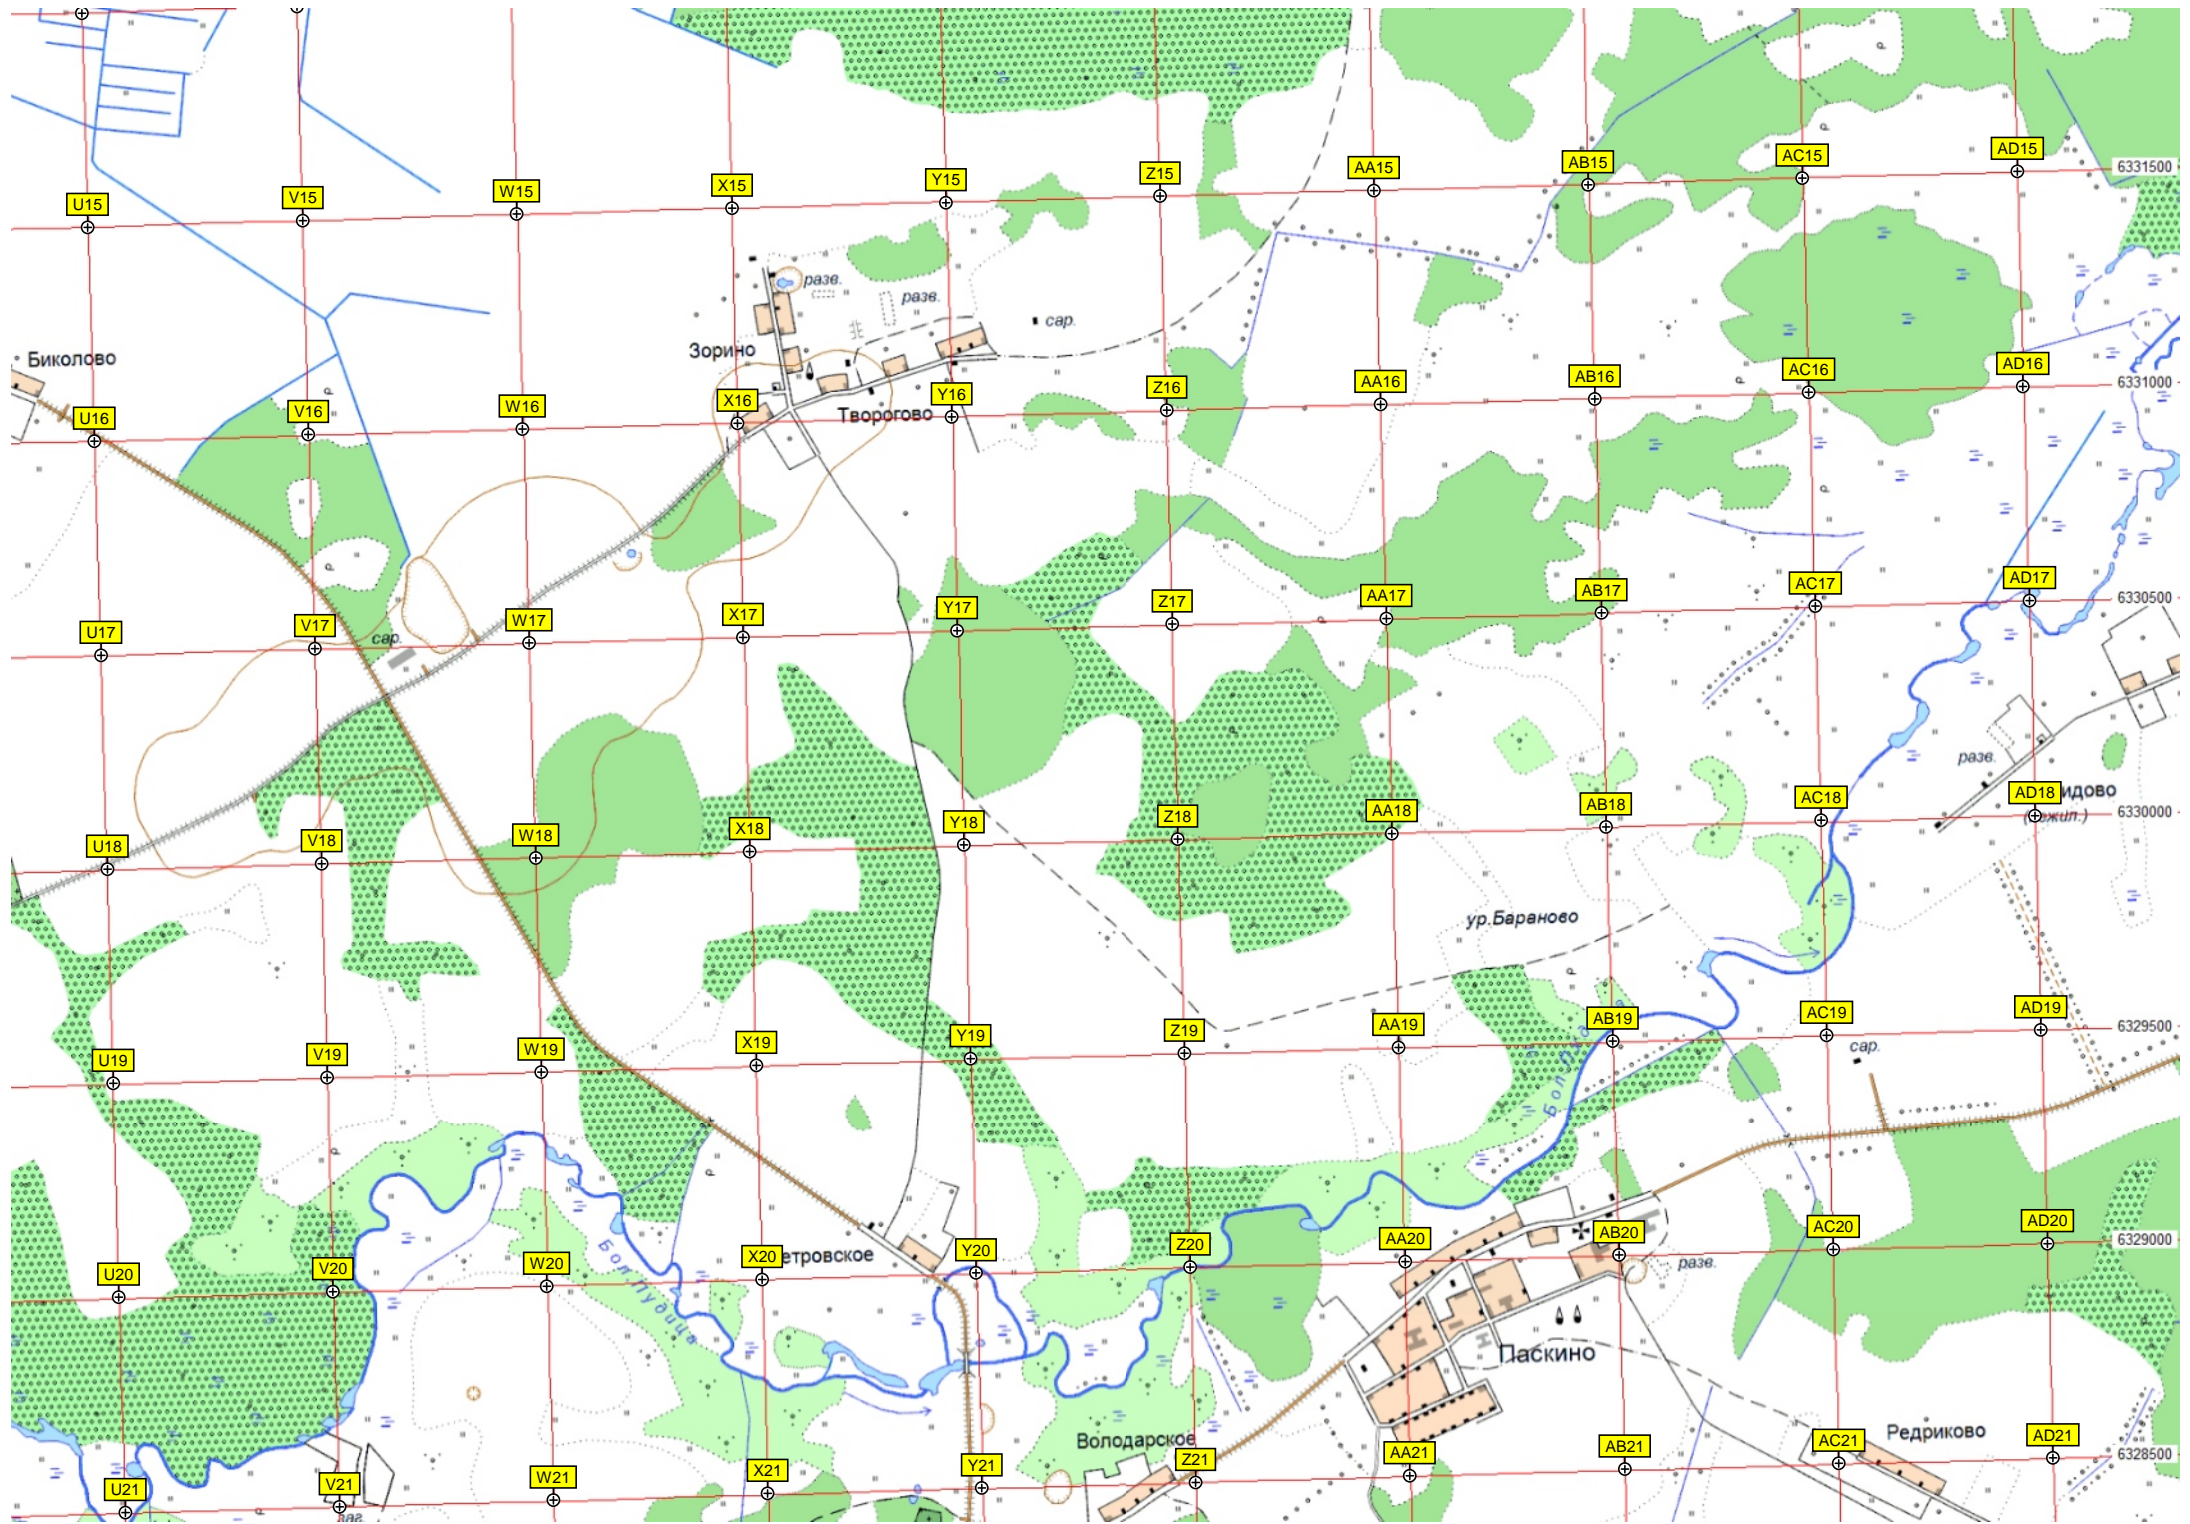 U15 V15 W15 X15 Y15 Z15 AA15 AB15 AC15 AD15 6331500
разв.
разв.
сар.
Биколово
Зорино
Творогово
U16 V16 W16 X16 Y16 Z16 AA16 AB16 AC16 AD16 6331000
U17 V17 W17 X17 Y17 Z17 AA17 AB17 AC17 AD17 6330500
сар.
разв.
идово
U18 V18 W18 X18 Y18 Z18 AA18 AB18 AC18 AD18 6330000
ур.Бараново
U19 V19 W19 X19 Y19 Z19 AA19 AB19 AC19 AD19 6329500
сар.
Бол.Пудица
етровское
U20 V20 W20 X20 Y20 Z20 AA20 AB20 AC20 AD20 6329000
разв.
Паскино
Володарское
Редриково
U21 V21 W21 X21 Y21 Z21 AA21 AB21 AC21 AD21 6328500